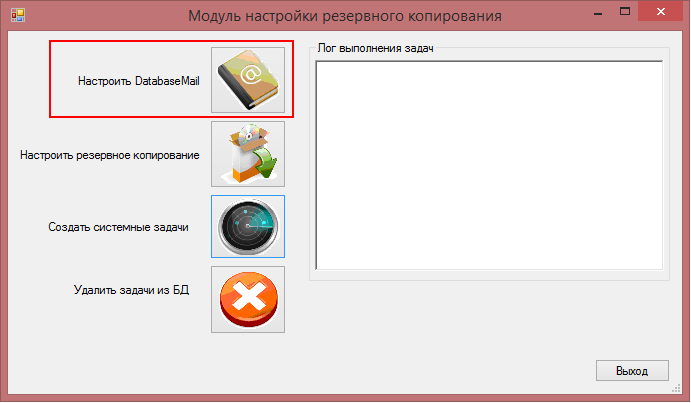 Модуль настройки резервного копирования
Настроить DatabaseMail
Настроить резервное копирование
Создать системные задачи
Удалить задачи из БД
Лог выполнения задач
Выход